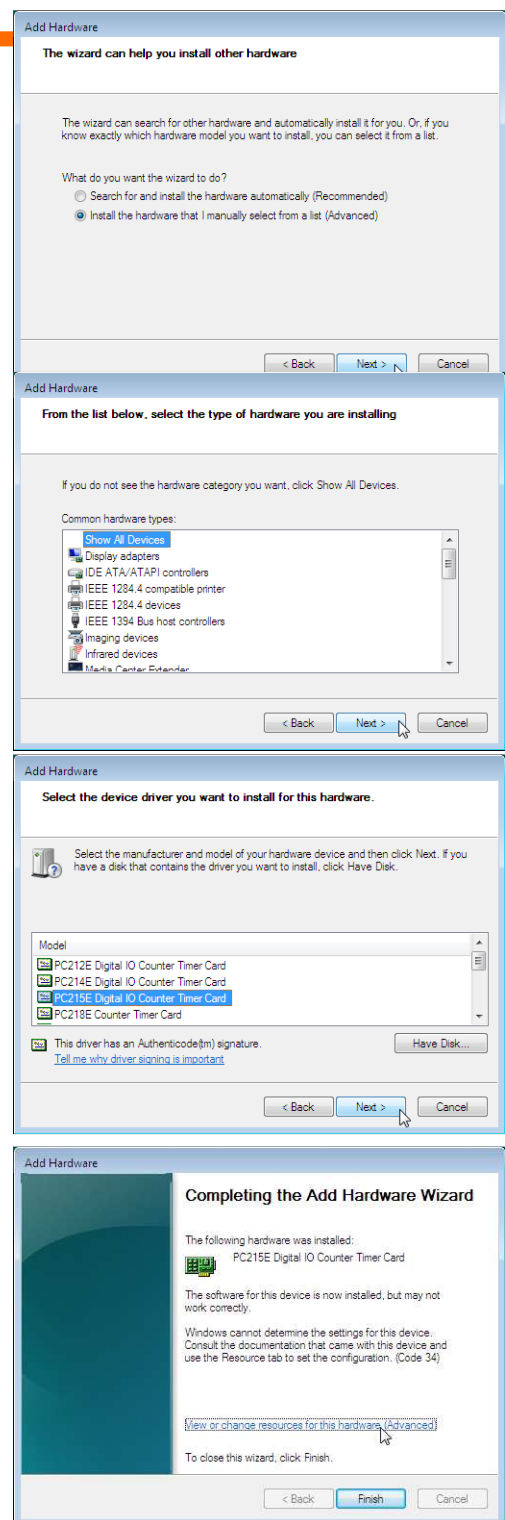 Add Hardware
The wizard can help you install other hardware
The wizard can search for other hardware and automatically install it for you. Or, if you
know exactly which hardware model you want to install, you can select it from a list.
What do you want the wizard to do?
Search for and install the hardware automatically (Recommended)
Install the hardware that I manually select from a list (Advanced)
< Back Next > Cancel
Add Hardware
From the list below, select the type of hardware you are installing
If you do not see the hardware category you want, click Show All Devices.
Common hardware types:
Show All Devices
Display adapters
IDE ATA/ATAPI controllers
IEEE 1284.4 compatible printer
IEEE 1284.4 devices
IEEE 1394 Bus host controllers
Imaging devices
Infrared devices
Media Center Extender
< Back Next > Cancel
Add Hardware
Select the device driver you want to install for this hardware.
Select the manufacturer and model of your hardware device and then click Next. If you
have a disk that contains the driver you want to install, click Have Disk.
Model
PC212E Digital IO Counter Timer Card
PC214E Digital IO Counter Timer Card
PC215E Digital IO Counter Timer Card
PC218E Counter Timer Card
This driver has an Authenticode(tm) signature. Have Disk...
Tell me why driver signing is important
< Back Next > Cancel
Add Hardware
Completing the Add Hardware Wizard
The following hardware was installed:
PC215E Digital IO Counter Timer Card
The software for this device is now installed, but may not
work correctly.
Windows cannot determine the settings for this device.
Consult the documentation that came with this device and
use the Resource tab to set the configuration. (Code 34)
View or change resources for this hardware (Advanced)
To close this wizard, click Finish.
< Back Finish Cancel